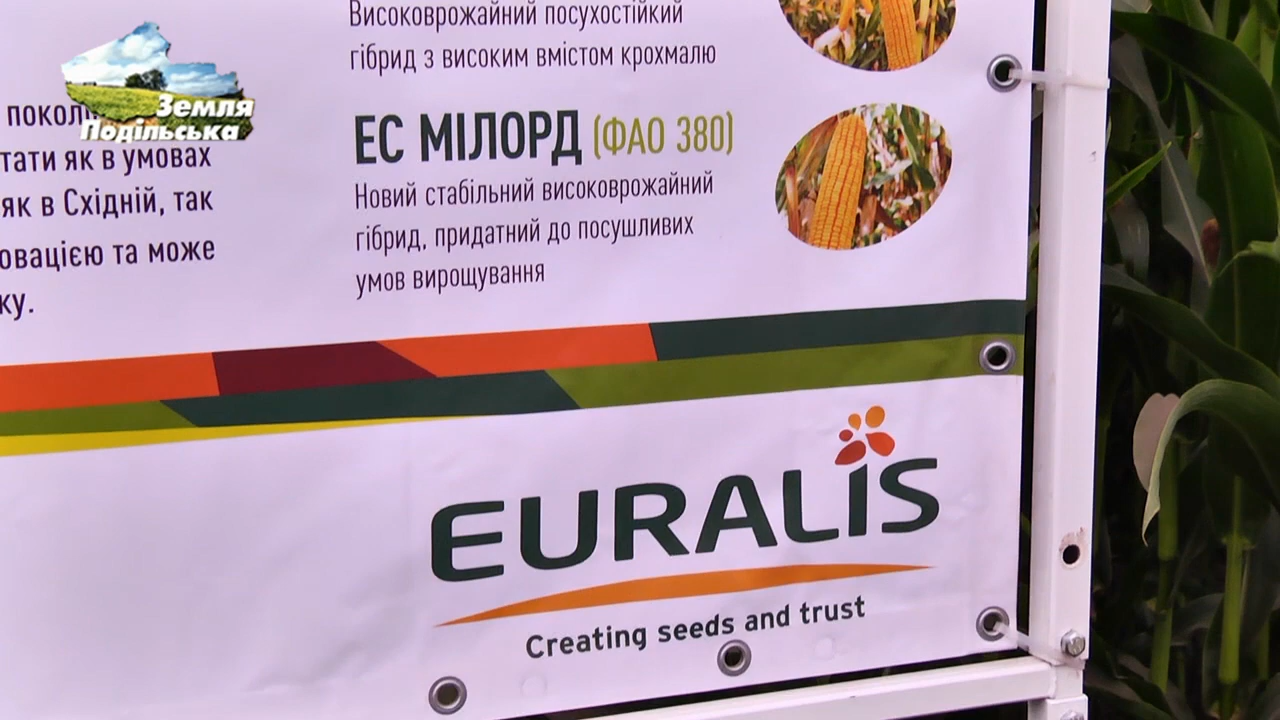 Земля
Подільська
тати як в умовах
як в Східній, так
овацією та може
ку.
Високоврожайний посухостійкий
гібрид з високим вмістом крохмалю
ЕС МІЛОРД (ФАО 380)
Новий стабільний високоврожайний
гібрид, придатний до посушливих
умов вирощування
EURALIS
Creating seeds and trust